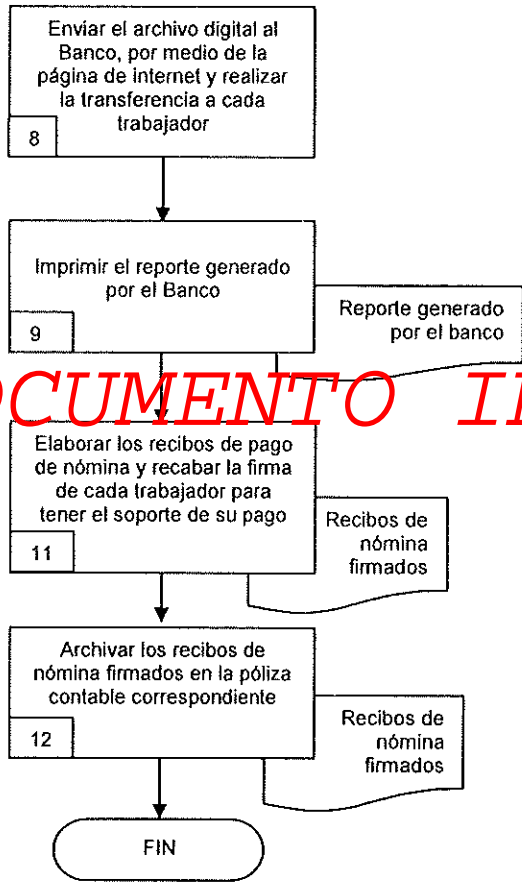 Enviar el archivo digital al
Banco, por medio de la
página de internet y realizar
la transferencia a cada
trabajador
8
Imprimir el reporte generado
por el Banco
9
Reporte generado
por el banco
OCUMENTO
Elaborar los recibos de pago
de nómina y recabar la firma
de cada trabajador para
tener el soporte de su pago
11
Recibos de
nómina
firmados
Archivar los recibos de
nómina firmados en la póliza
contable correspondiente
12
Recibos de
nómina
firmados
FIN